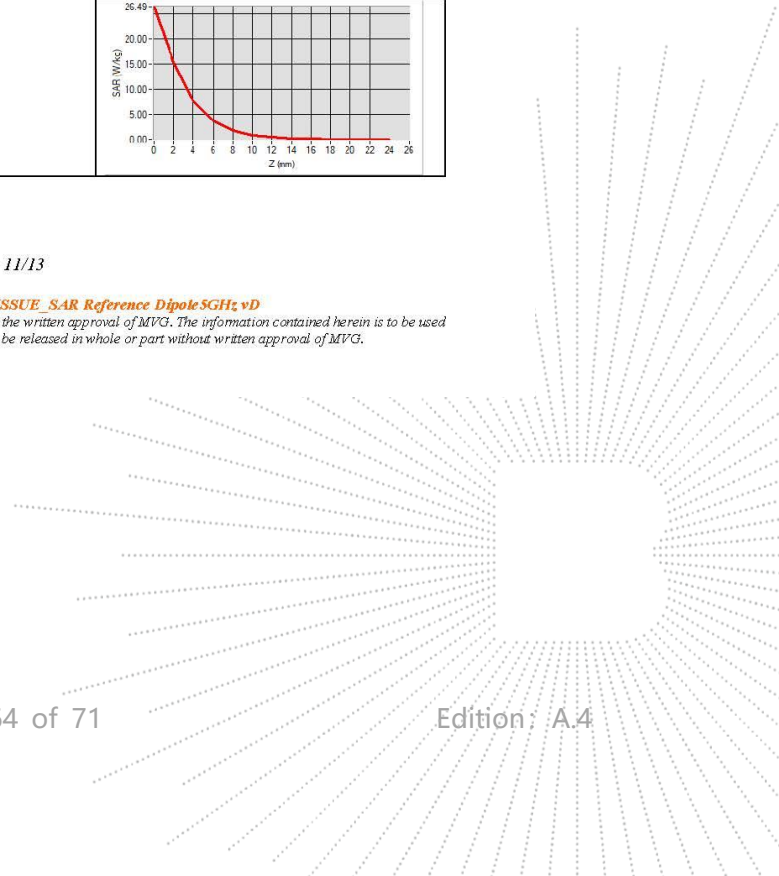 26.49
20.00
15.00
10.00
5.00
0.00
SAR (W/kg)
0 2 4 6 8 10 12 14 16 18 20 22 24 26
Z (mm)
11/13
SSUE_SAR Reference Dipole5GHz vD
the written approval of MVG. The information contained herein is to be used
be released in whole or part without written approval of MVG.
4 of 71 Edition: A.4